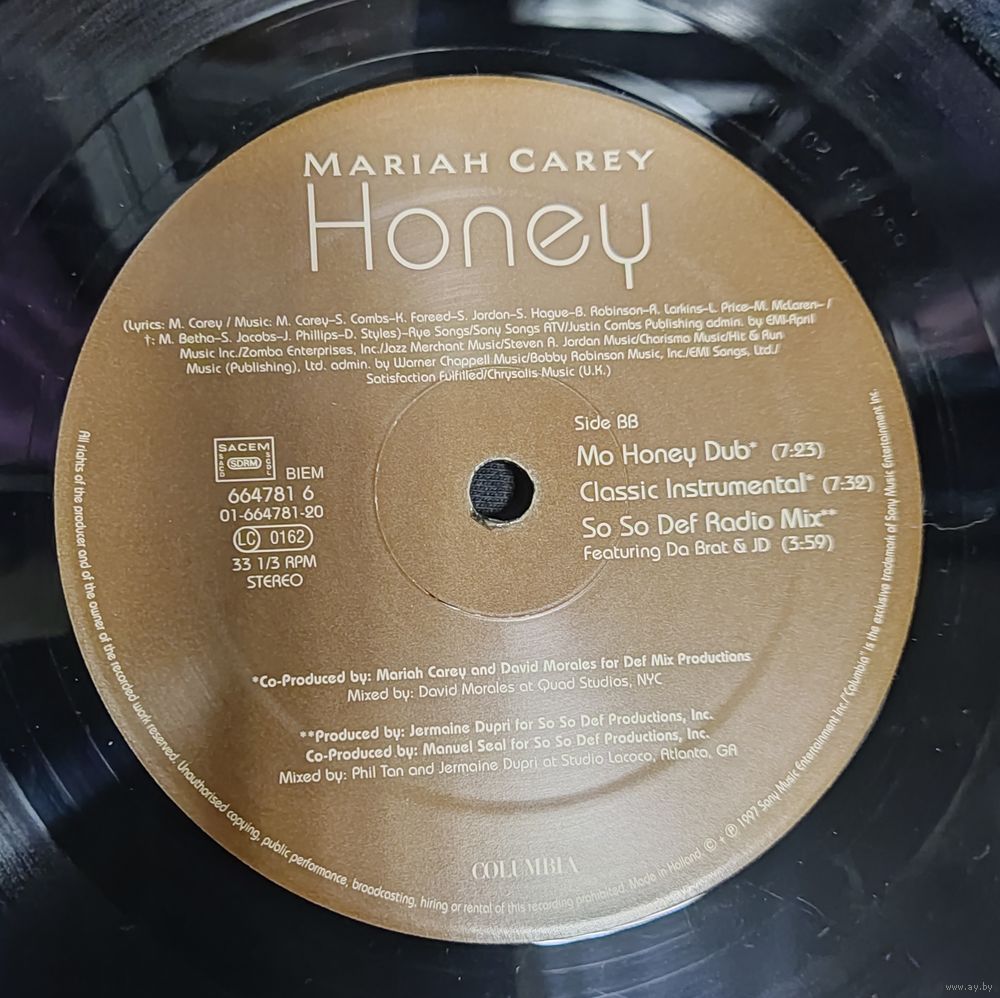 MARIAH CAREY
Honey
(Lyrics: M. Carey / Music: M. Carey–S. Combs–K. Fareed–S. Jordan–S. Hague–B. Robinson–R. Larkins–L. Price–M. McLaren– /
†: M. Betha–S. Jacobs–J. Phillips–D. Styles)–Rye Songs/Sony Songs ATV/Justin Combs Publishing admin. by EMI-April
Music Inc./Zomba Enterprises, Inc./Jazz Merchant Music/Steven A. Jordan Music/Charisma Music/Hit & Run
Music (Publishing), Ltd. admin. by Warner Chappell Music/Bobby Robinson Music, Inc./EMI Songs, Ltd./
Satisfaction Fulfilled/Chrysalis Music (U.K.)
Side BB
Mo Honey Dub* (7:23)
Classic Instrumental* (7:32)
So So Def Radio Mix**
Featuring Da Brat & JD (3:59)
SACEM
SACD
SDRM
SGDL
BIEM
664781 6
01-664781-20
LC 0162
33 1/3 RPM
STEREO
*Co-Produced by: Mariah Carey and David Morales for Def Mix Productions
Mixed by: David Morales at Quad Studios, NYC
**Produced by: Jermaine Dupri for So So Def Productions, Inc.
Co-Produced by: Manuel Seal for So So Def Productions, Inc.
Mixed by: Phil Tan and Jermaine Dupri at Studio Lacoco, Atlanta, GA
COLUMBIA
All rights of the producer and of the owner of the recorded work reserved. Unauthorised copying, public performance, broadcasting, hiring or rental of this recording prohibited. Made in Holland. © + ℗ 1997 Sony Music Entertainment Inc./"Columbia" is the exclusive trademark of Sony Music Entertainment Inc.
www.ay.by